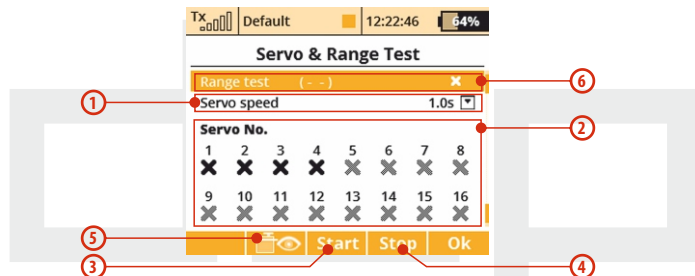 Tx Default 12:22:46 64%
Servo & Range Test
Range test (--) 6
1 Servo speed 1.0s
Servo No. 2
1 2 3 4 5 6 7 8
9 10 11 12 13 14 15 16
5 Start Stop Ok
3 4